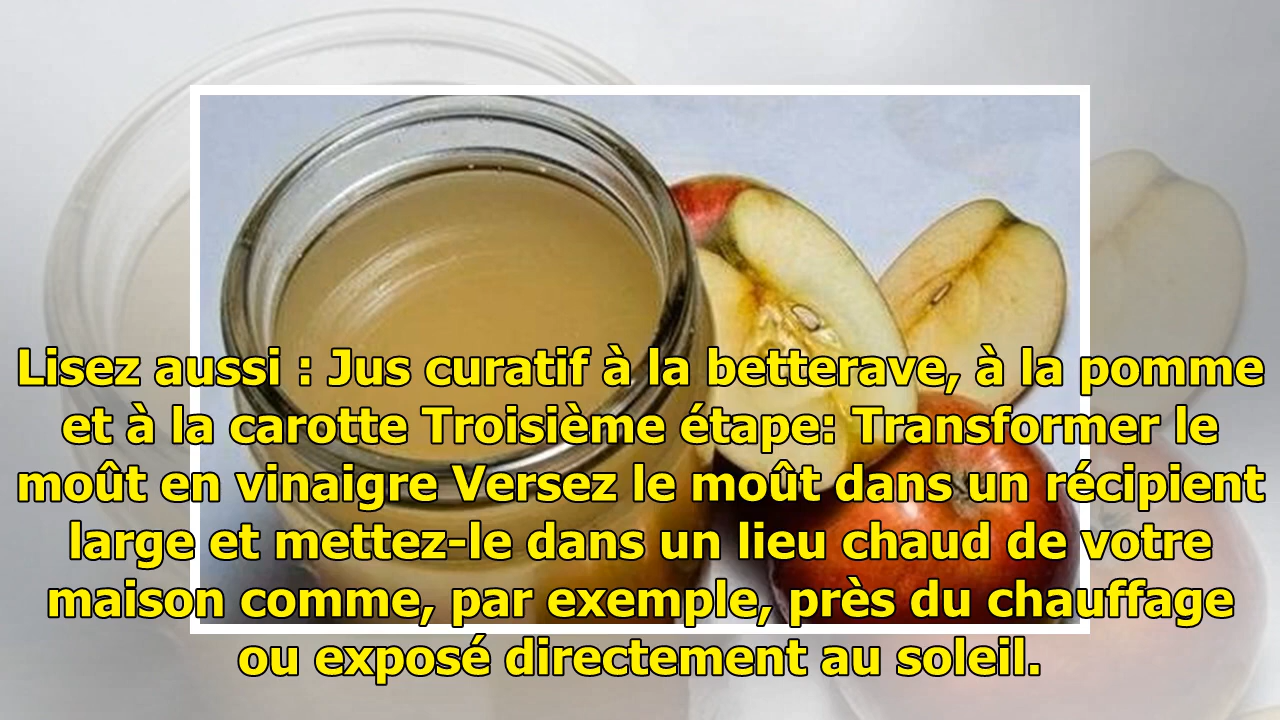 Lisez aussi : Jus curatif à la betterave, à la pomme
et à la carotte Troisième étape: Transformer le
moût en vinaigre Versez le moût dans un récipient
large et mettez-le dans un lieu chaud de votre
maison comme, par exemple, près du chauffage
ou exposé directement au soleil.